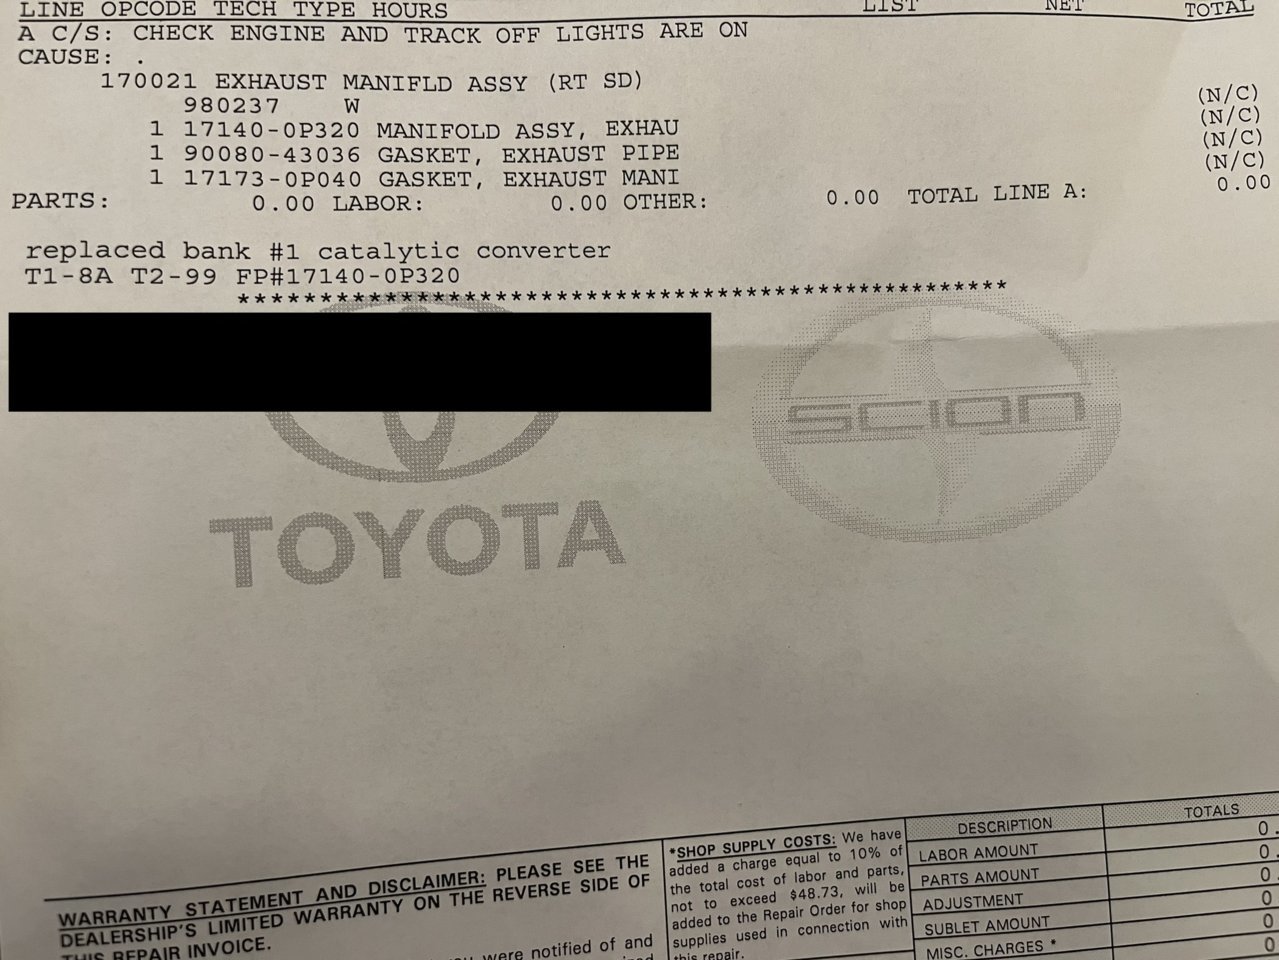 LINE OPCODE TECH TYPE HOURS LIST NET TOTAL
A C/S: CHECK ENGINE AND TRACK OFF LIGHTS ARE ON
CAUSE: .
170021 EXHAUST MANIFLD ASSY (RT SD)
980237 W (N/C)
1 17140-0P320 MANIFOLD ASSY, EXHAU (N/C)
1 90080-43036 GASKET, EXHAUST PIPE (N/C)
1 17173-0P040 GASKET, EXHAUST MANI (N/C)
PARTS: 0.00 LABOR: 0.00 OTHER: 0.00 TOTAL LINE A: 0.00
replaced bank #1 catalytic converter
T1-8A T2-99 FP#17140-0P320
***************************************************
SCION
TOYOTA
WARRANTY STATEMENT AND DISCLAIMER: PLEASE SEE THE
DEALERSHIP'S LIMITED WARRANTY ON THE REVERSE SIDE OF
THIS REPAIR INVOICE.
were notified of and
*SHOP SUPPLY COSTS: We have
added a charge equal to 10% of
the total cost of labor and parts,
not to exceed $48.73, will be
added to the Repair Order for shop
supplies used in connection with
this repair.
DESCRIPTION TOTALS
LABOR AMOUNT 0.
PARTS AMOUNT 0.
ADJUSTMENT 0.
SUBLET AMOUNT 0
MISC. CHARGES * 0